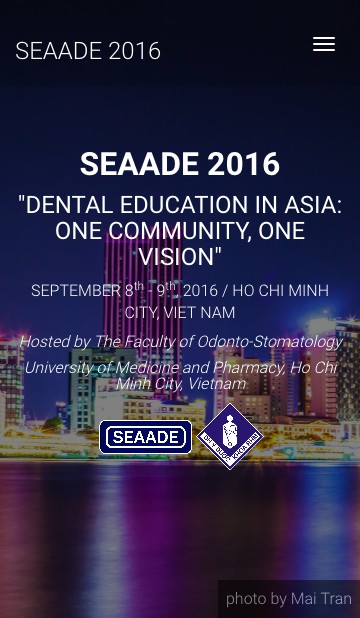 SEAADE 2016
SEAADE 2016
"DENTAL EDUCATION IN ASIA:
ONE COMMUNITY, ONE
VISION"
SEPTEMBER 8th - 9th, 2016 / HO CHI MINH
CITY, VIET NAM
Hosted by The Faculty of Odonto-Stomatology
University of Medicine and Pharmacy, Ho Chi
Minh City, Vietnam
SEAADE
photo by Mai Tran